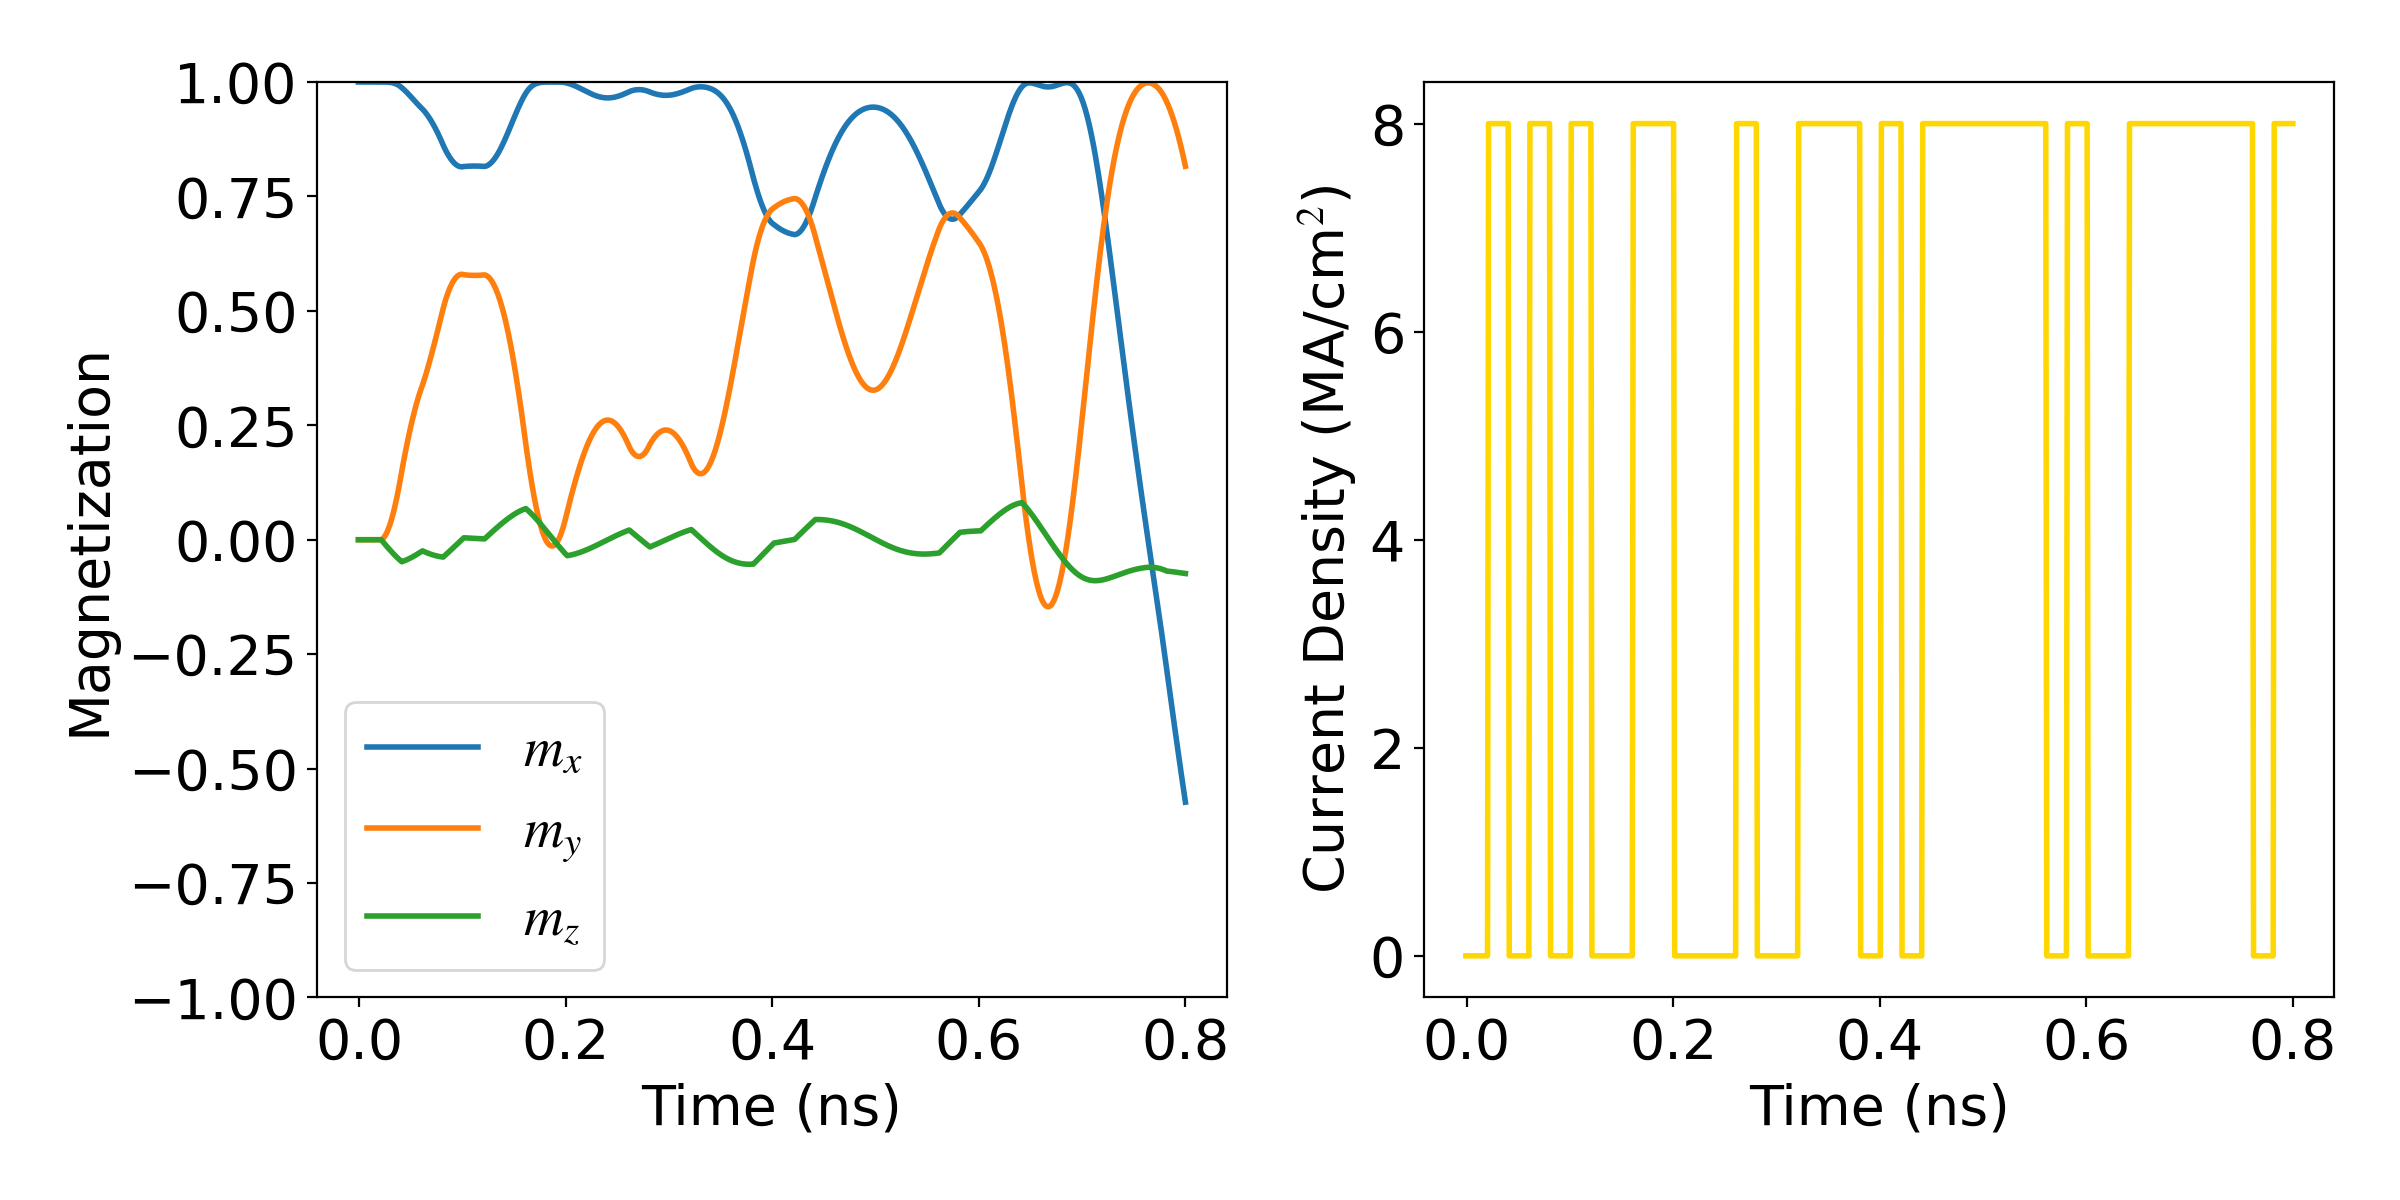 Magnetization
1.00
0.75
0.50
0.25
0.00
−0.25
−0.50
−0.75
−1.00
m_x
m_y
m_z
0.0 0.2 0.4 0.6 0.8
Time (ns)
Current Density (MA/cm²)
8
6
4
2
0
0.0 0.2 0.4 0.6 0.8
Time (ns)